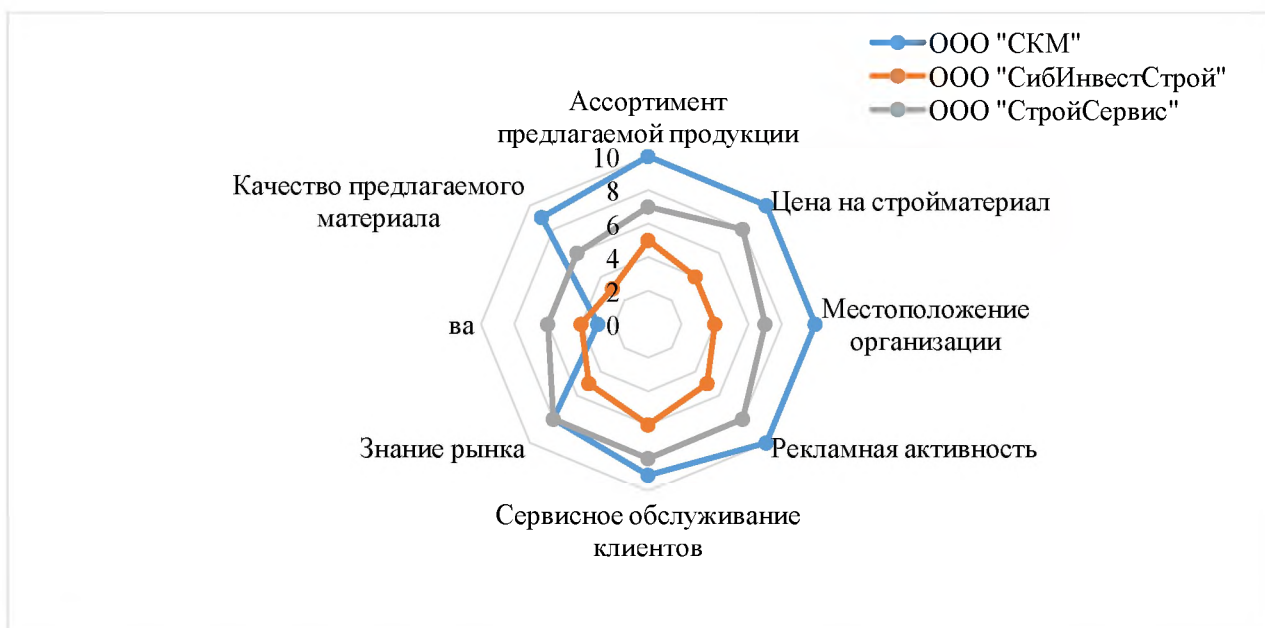 ООО "СКМ"
ООО "СибИнвестСтрой"
ООО "СтройСервис"
Ассортимент
предлагаемой продукции
Качество предлагаемого
материала
Цена на стройматериал
Местоположение
организации
ва
Знание рынка
Рекламная активность
Сервисное обслуживание
клиентов
10
8
6
4
2
0